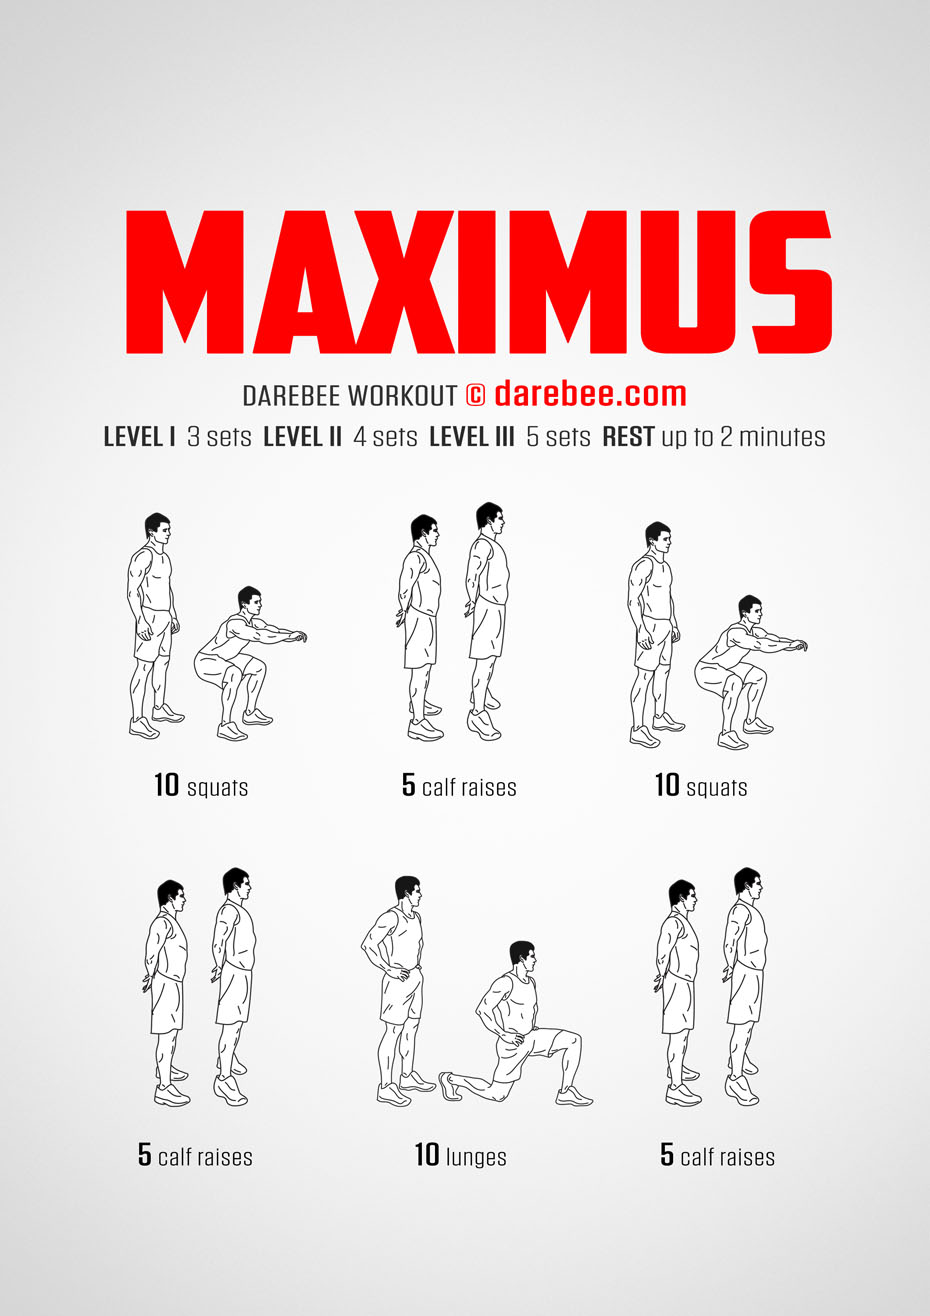 MAXIMUS
DAREBEE WORKOUT © darebee.com
LEVEL I 3 sets LEVEL II 4 sets LEVEL III 5 sets REST up to 2 minutes
10 squats
5 calf raises
10 squats
5 calf raises
10 lunges
5 calf raises